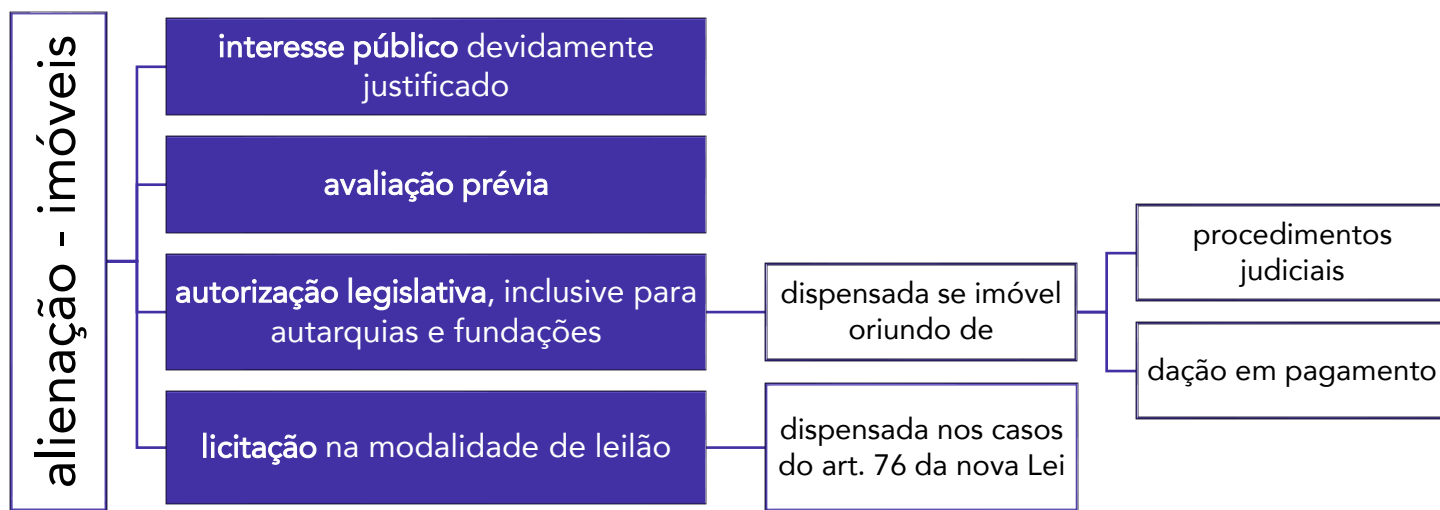 alienação - imóveis
interesse público devidamente
justificado
avaliação prévia
autorização legislativa, inclusive para
autarquias e fundações
dispensada se imóvel
oriundo de
procedimentos
judiciais
dação em pagamento
licitação na modalidade de leilão
dispensada nos casos
do art. 76 da nova Lei